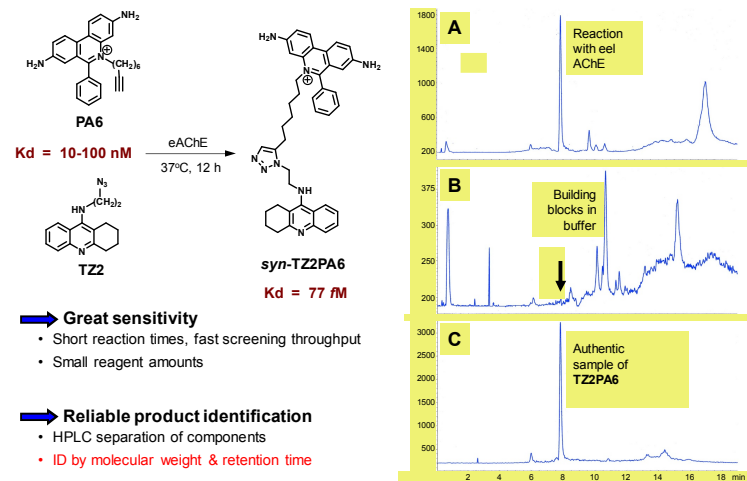 H2N
NH2
N
+
( )6
PA6
Kd = 10-100 nM
eAChE
37°C, 12 h
N3
( )2
HN
N
TZ2
H2N
NH2
N
+
N
N
N
NH
N
syn-TZ2PA6
Kd = 77 fM
Great sensitivity
• Short reaction times, fast screening throughput
• Small reagent amounts
Reliable product identification
• HPLC separation of components
• ID by molecular weight & retention time
1800
1400
1000
600
200
A
Reaction
with eel
AChE
375
300
250
200
B
Building
blocks in
buffer
3000
2500
2000
1500
1000
500
C
Authentic
sample of
TZ2PA6
2 4 6 8 10 12 14 16 18 min